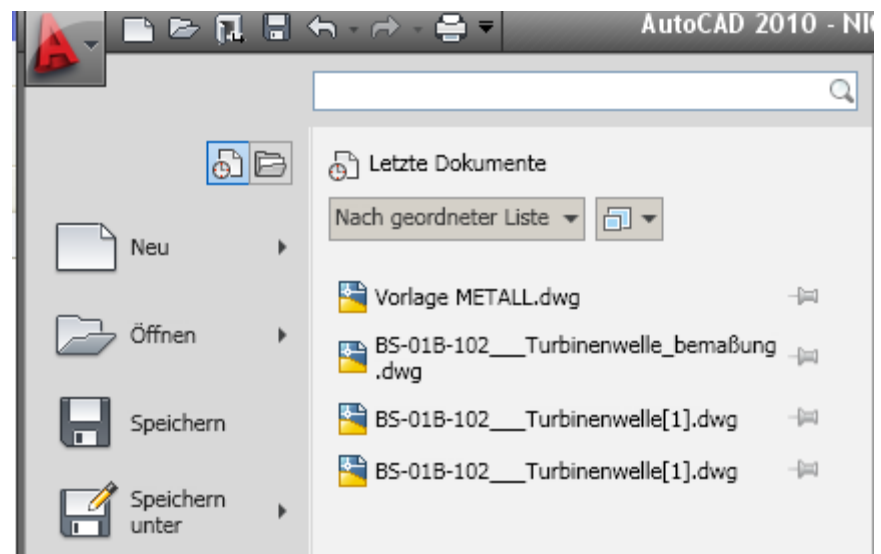 AutoCAD 2010 - NI
Letzte Dokumente
Nach geordneter Liste
Neu
Öffnen
Speichern
Speichern
unter
Vorlage METALL.dwg
BS-01B-102___Turbinenwelle_bemaßung
.dwg
BS-01B-102___Turbinenwelle[1].dwg
BS-01B-102___Turbinenwelle[1].dwg